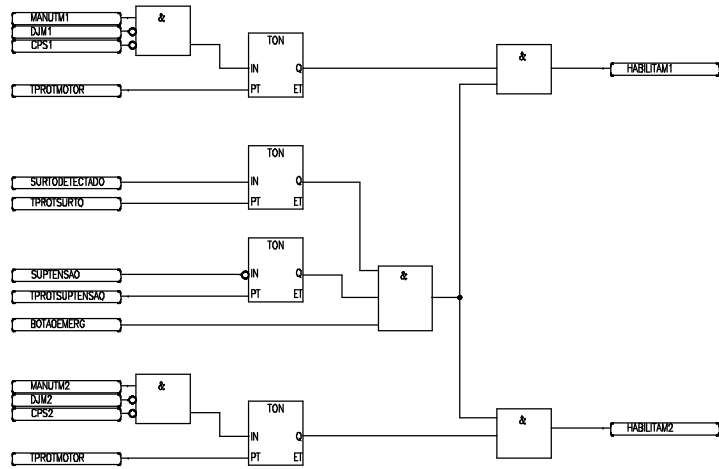 MANUTM1
DJM1
CPS1
&
TON
IN
Q
PT
ET
TPROTMOTOR
&
HABILITAM1
TON
SURTODETECTADO
IN
Q
TPROTSURTO
PT
ET
TON
SUPTENSAO
IN
Q
TPROTSUPTENSAO
PT
ET
&
BOTAOEMERG
MANUTM2
DJM2
CPS2
&
TON
IN
Q
TPROTMOTOR
PT
ET
&
HABILITAM2